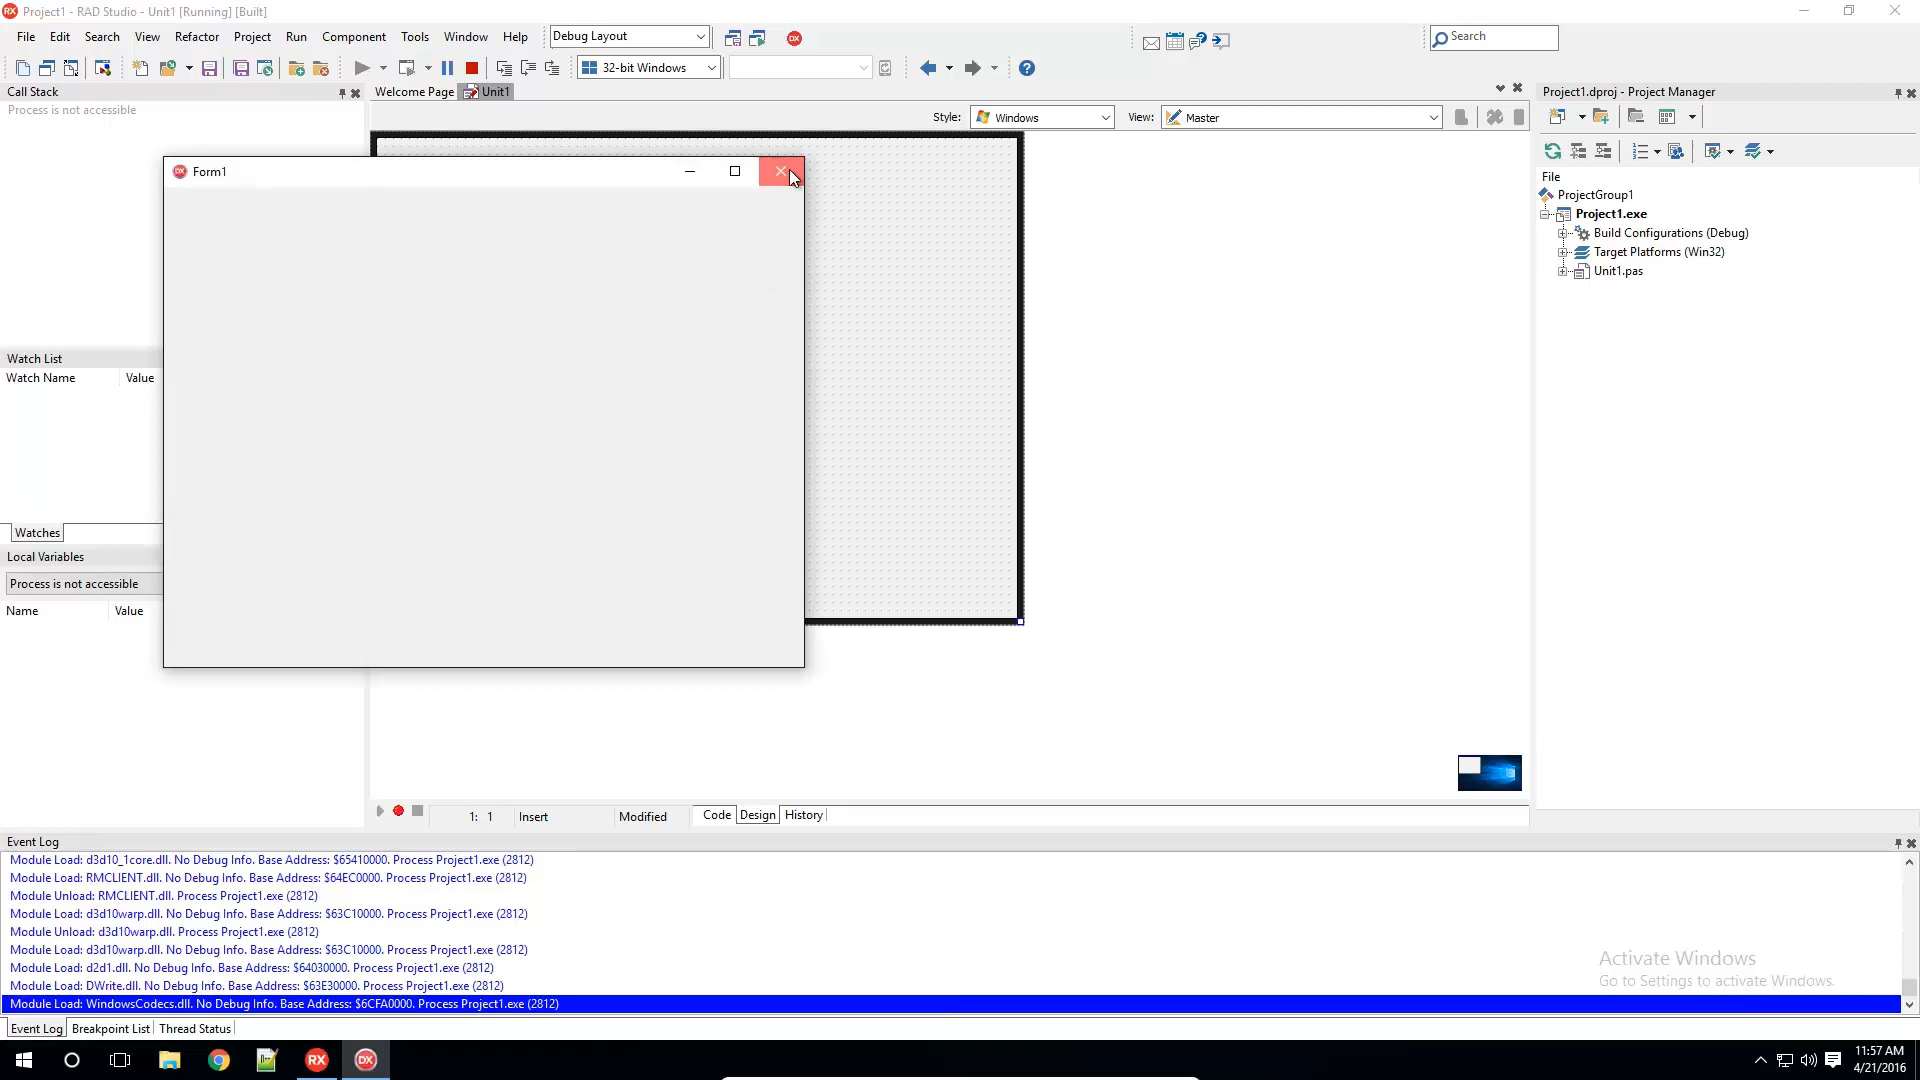 Project1 - RAD Studio - Unit1 [Running] [Built]
File Edit Search View Refactor Project Run Component Tools Window Help
Debug Layout
Search
32-bit Windows
Call Stack
Process is not accessible
Welcome Page Unit1
Style: Windows View: Master
Form1
Watch List
Watch Name Value
Watches
Local Variables
Process is not accessible
Name Value
Project1.dproj - Project Manager
File
ProjectGroup1
Project1.exe
Build Configurations (Debug)
Target Platforms (Win32)
Unit1.pas
1: 1 Insert Modified Code Design History
Event Log
Module Load: d3d10_1core.dll. No Debug Info. Base Address: $65410000. Process Project1.exe (2812)
Module Load: RMCLIENT.dll. No Debug Info. Base Address: $64EC0000. Process Project1.exe (2812)
Module Unload: RMCLIENT.dll. Process Project1.exe (2812)
Module Load: d3d10warp.dll. No Debug Info. Base Address: $63C10000. Process Project1.exe (2812)
Module Unload: d3d10warp.dll. Process Project1.exe (2812)
Module Load: d3d10warp.dll. No Debug Info. Base Address: $63C10000. Process Project1.exe (2812)
Module Load: d2d1.dll. No Debug Info. Base Address: $64030000. Process Project1.exe (2812)
Module Load: DWrite.dll. No Debug Info. Base Address: $63E30000. Process Project1.exe (2812)
Module Load: WindowsCodecs.dll. No Debug Info. Base Address: $6CFA0000. Process Project1.exe (2812)
Activate Windows
Go to Settings to activate Windows.
Event Log Breakpoint List Thread Status
RX DX
11:57 AM
4/21/2016